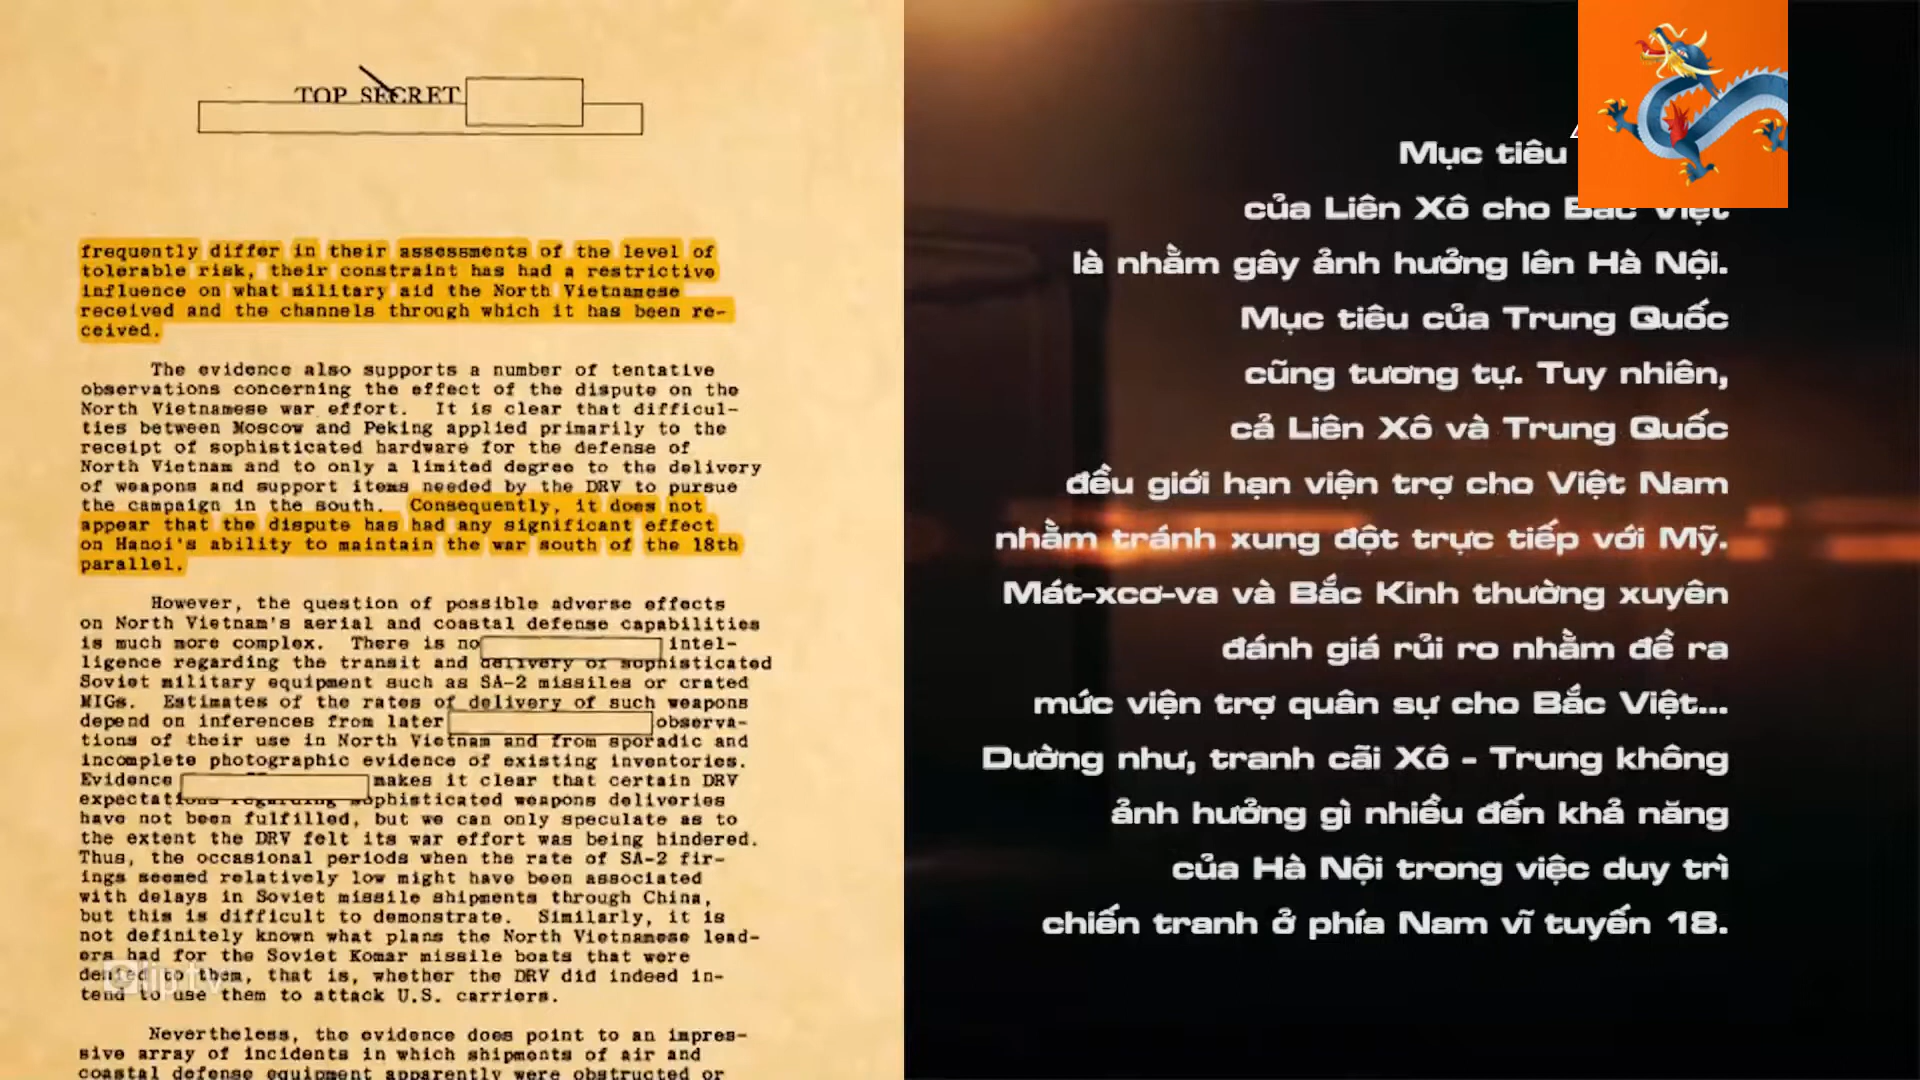 TOP SECRET
frequently differ in their assessments of the level of
tolerable risk, their constraint has had a restrictive
influence on what military aid the North Vietnamese
received and the channels through which it has been re-
ceived.
The evidence also supports a number of tentative
observations concerning the effect of the dispute on the
North Vietnamese war effort. It is clear that difficul-
ties between Moscow and Peking applied primarily to the
receipt of sophisticated hardware for the defense of
North Vietnam and to only a limited degree to the delivery
of weapons and support items needed by the DRV to pursue
the campaign in the south. Consequently, it does not
appear that the dispute has had any significant effect
on Hanoi's ability to maintain the war south of the 18th
parallel.
However, the question of possible adverse effects
on North Vietnam's aerial and coastal defense capabilities
is much more complex. There is no intel-
ligence regarding the transit and delivery of sophisticated
Soviet military equipment such as SA-2 missiles or crated
MIGs. Estimates of the rates of delivery of such weapons
depend on inferences from later observa-
tions of their use in North Vietnam and from sporadic and
incomplete photographic evidence of existing inventories.
Evidence makes it clear that certain DRV
expectations regarding sophisticated weapons deliveries
have not been fulfilled, but we can only speculate as to
the extent the DRV felt its war effort was being hindered.
Thus, the occasional periods when the rate of SA-2 fir-
ings seemed relatively low might have been associated
with delays in Soviet missile shipments through China,
but this is difficult to demonstrate. Similarly, it is
not definitely known what plans the North Vietnamese lead-
ers had for the Soviet Komar missile boats that were
denied to them, that is, whether the DRV did indeed in-
tend to use them to attack U.S. carriers.
Nevertheless, the evidence does point to an impres-
sive array of incidents in which shipments of air and
coastal defense equipment apparently were obstructed or
cliptv
Mục tiêu
của Liên Xô cho Bắc Việt
là nhằm gây ảnh hưởng lên Hà Nội.
Mục tiêu của Trung Quốc
cũng tương tự. Tuy nhiên,
cả Liên Xô và Trung Quốc
đều giới hạn viện trợ cho Việt Nam
nhằm tránh xung đột trực tiếp với Mỹ.
Mát-xcơ-va và Bắc Kinh thường xuyên
đánh giá rủi ro nhằm đề ra
mức viện trợ quân sự cho Bắc Việt...
Dường như, tranh cãi Xô - Trung không
ảnh hưởng gì nhiều đến khả năng
của Hà Nội trong việc duy trì
chiến tranh ở phía Nam vĩ tuyến 18.